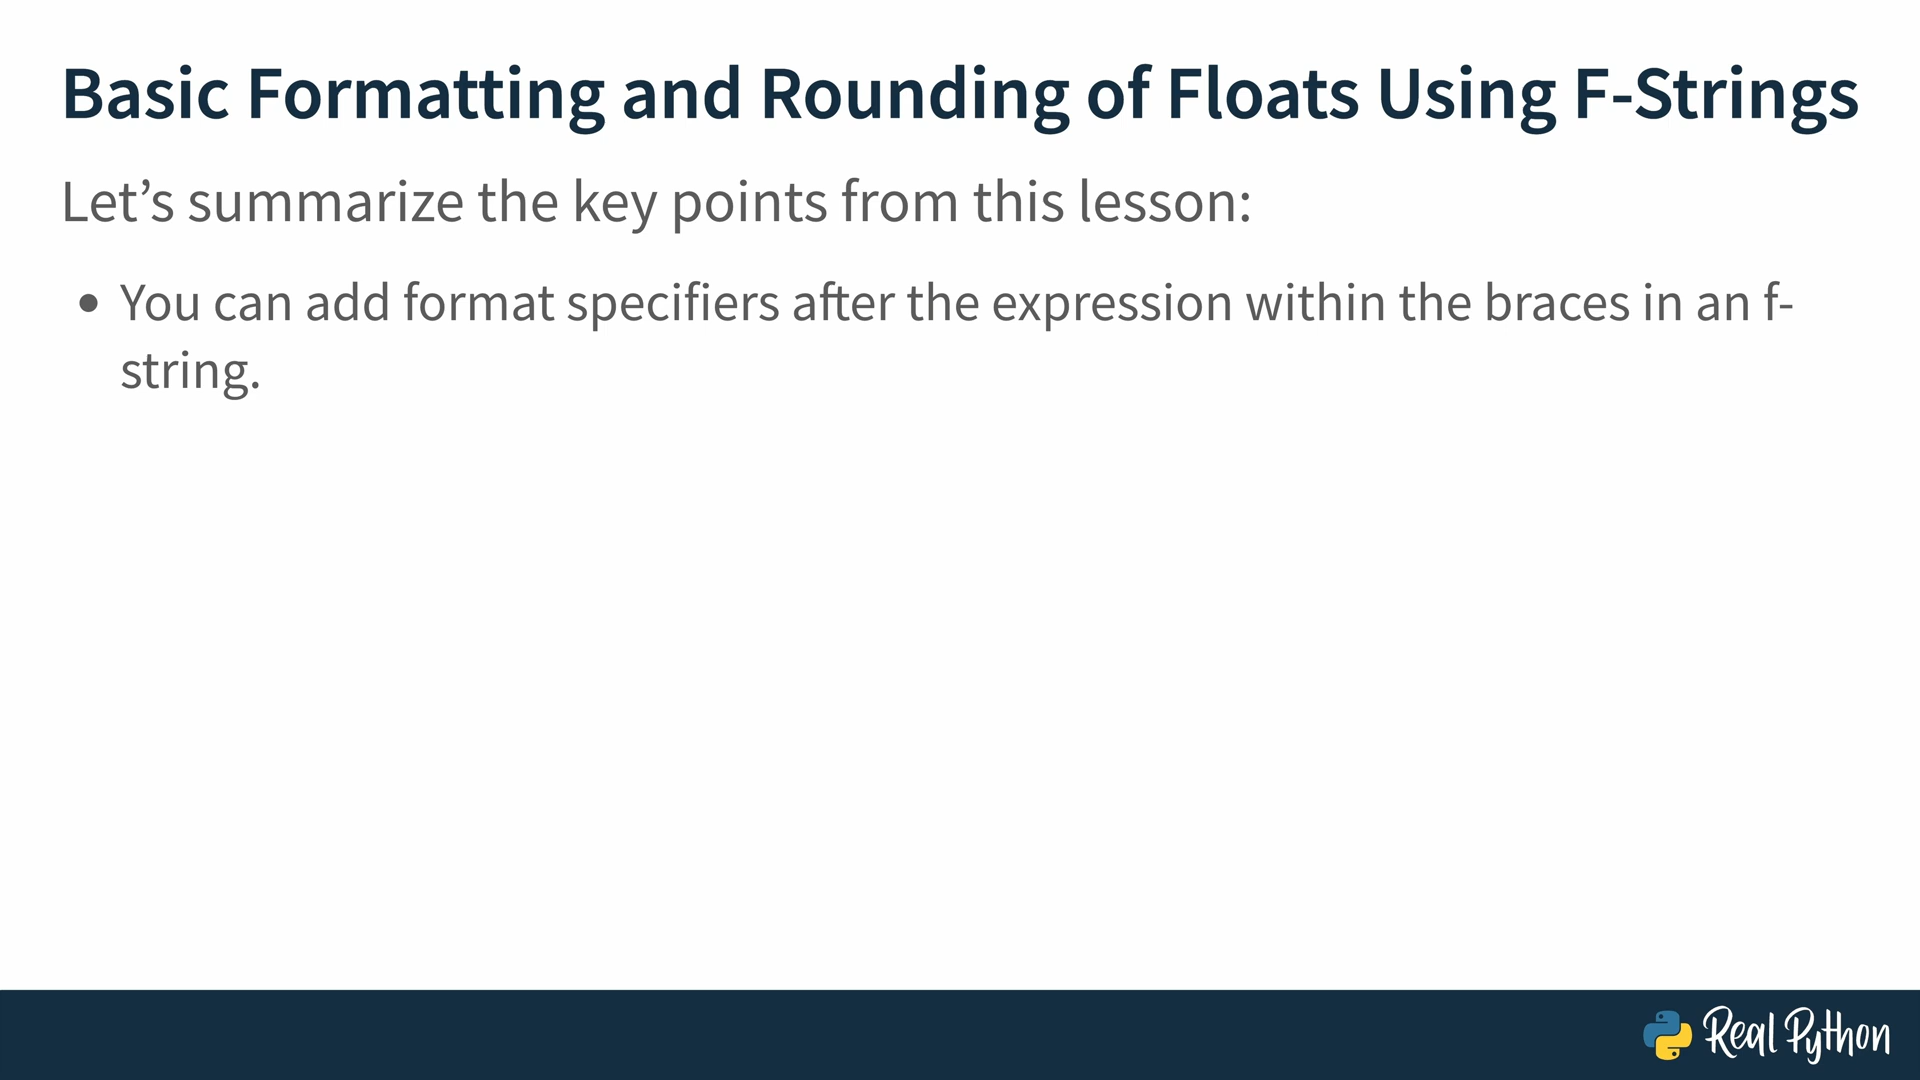 Basic Formatting and Rounding of Floats Using F-Strings
Let’s summarize the key points from this lesson:
• You can add format specifiers after the expression within the braces in an f-
string.
Real Python